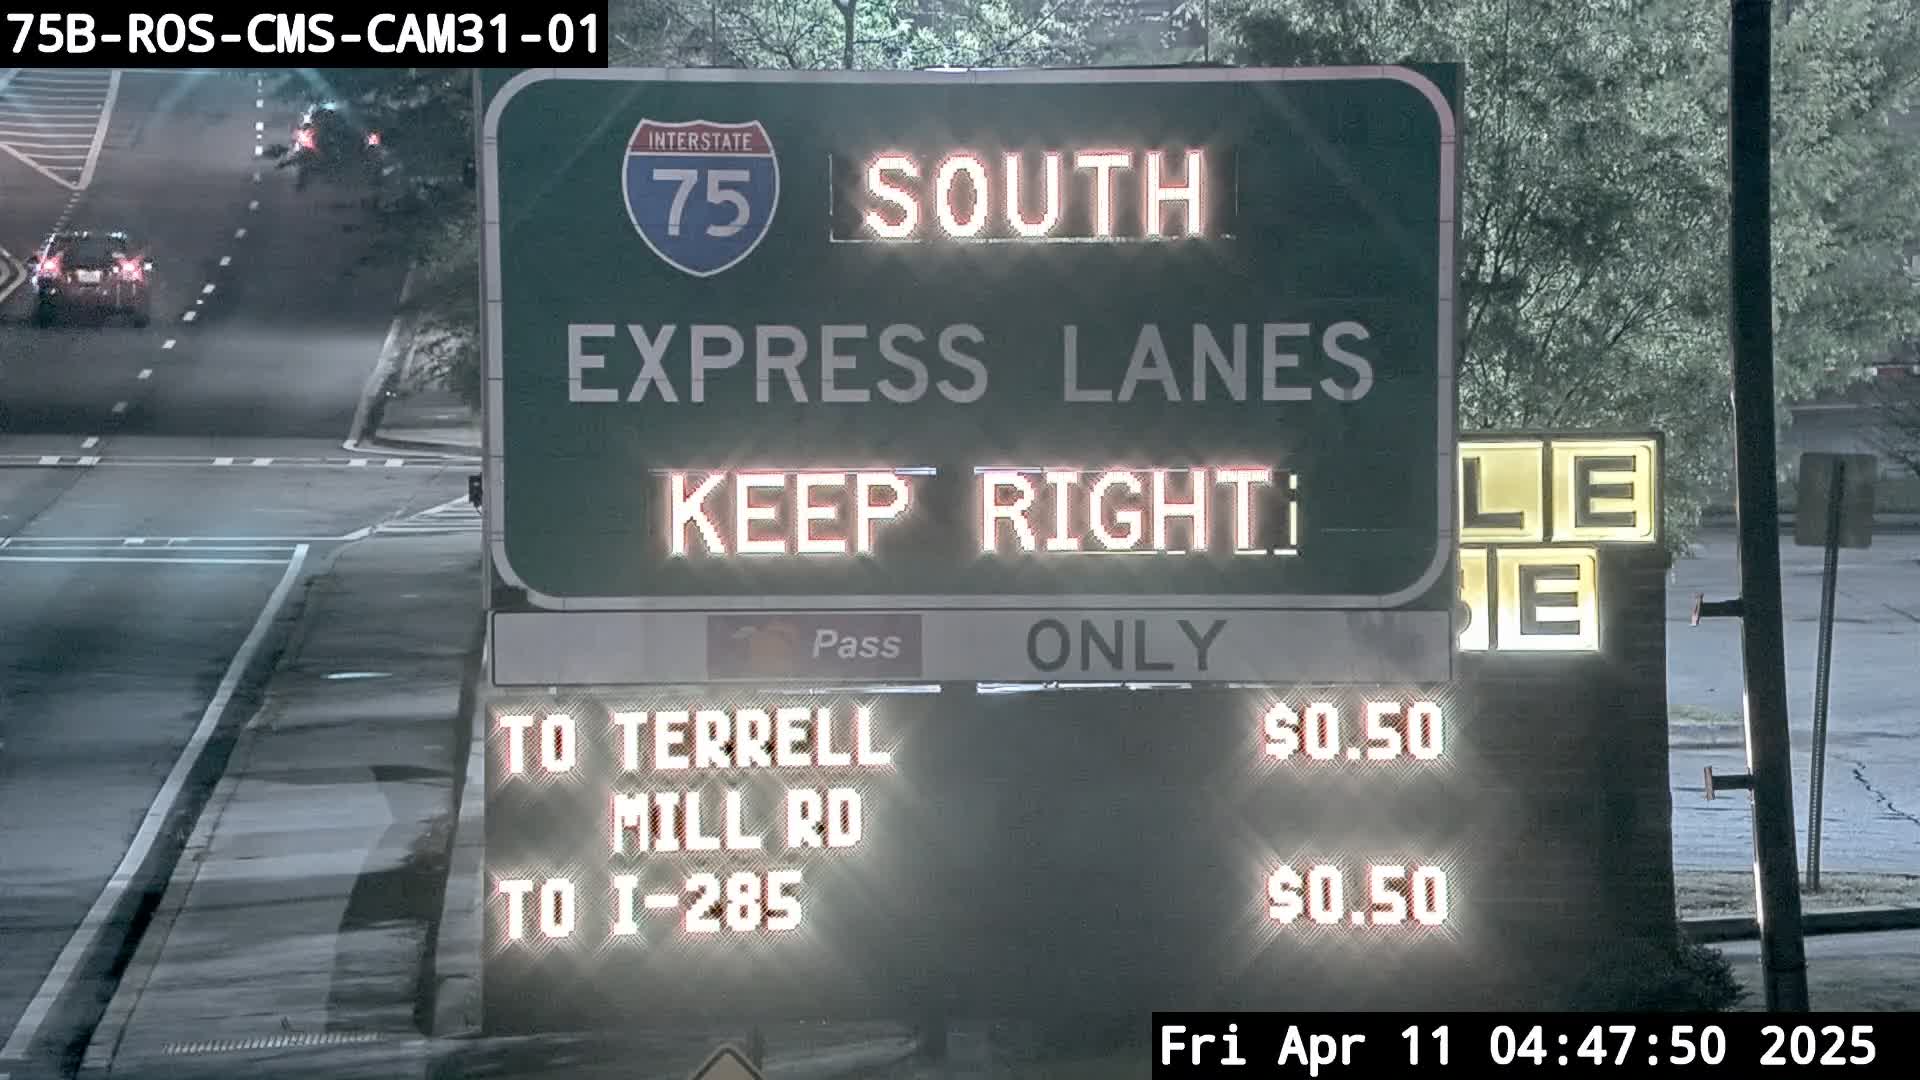 75B-ROS-CMS-CAM31-01
INTERSTATE
75
SOUTH
EXPRESS LANES
KEEP RIGHT
Pass ONLY
TO TERRELL $0.50
MILL RD
TO I-285 $0.50
LE
E
Fri Apr 11 04:47:50 2025